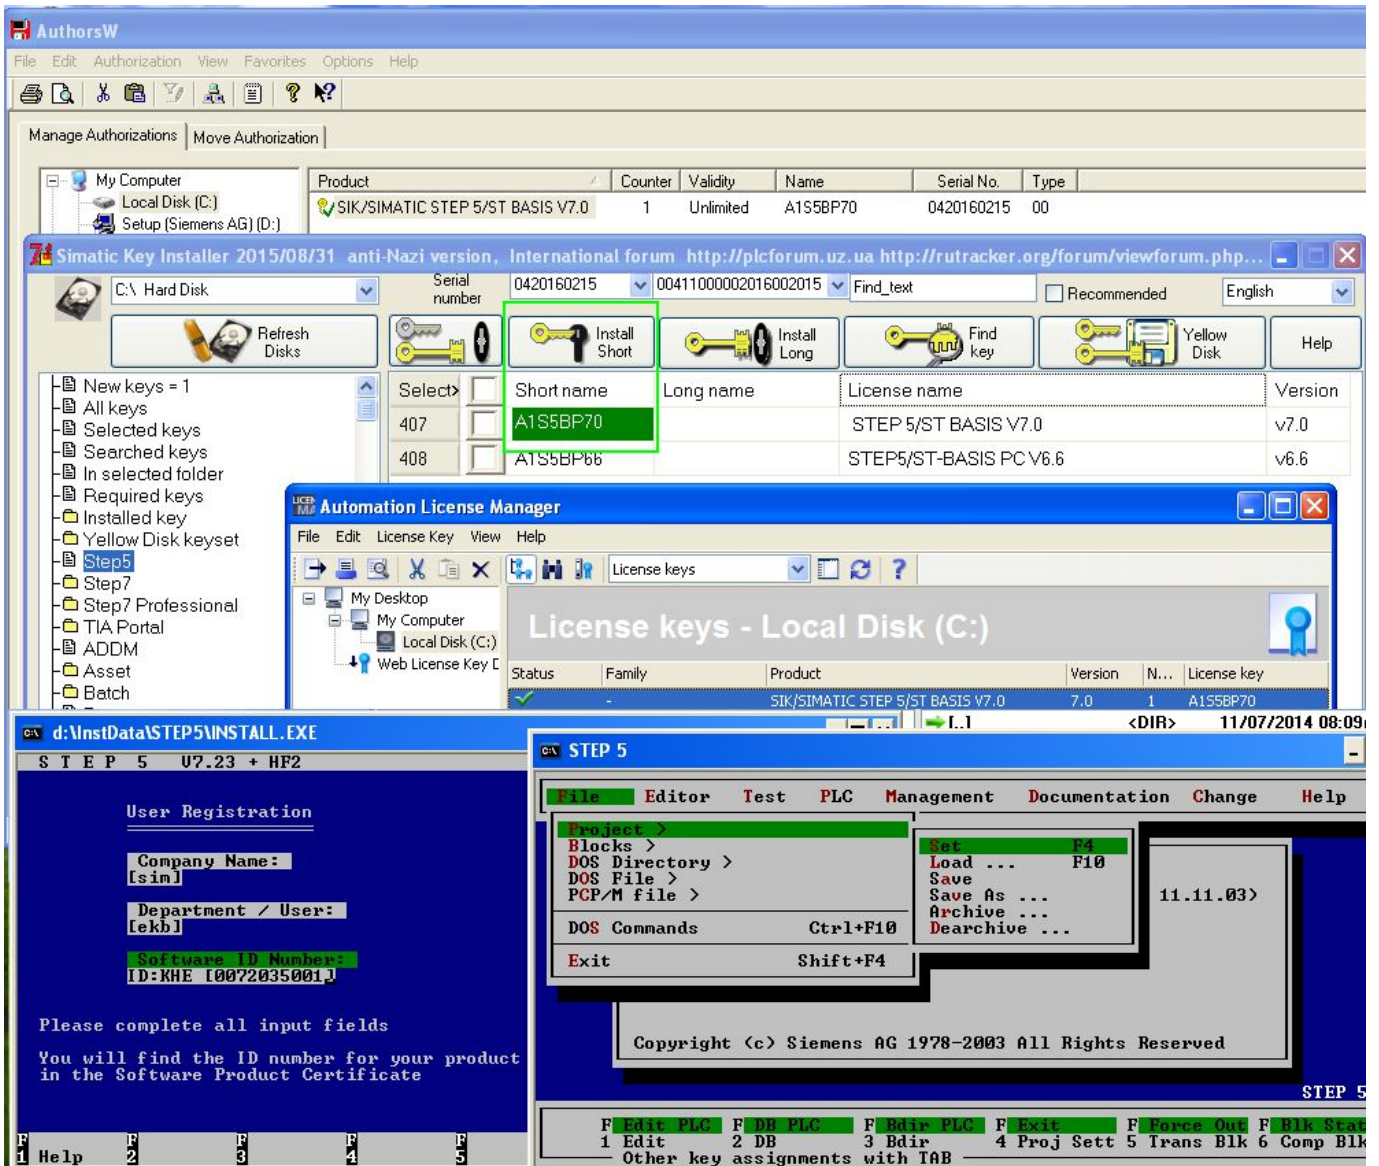 AuthorsW
File Edit Authorization View Favorites Options Help
Manage Authorizations Move Authorization
My Computer
Local Disk (C:)
Setup (Siemens AG) (D:)
Product Counter Validity Name Serial No. Type
SIK/SIMATIC STEP 5/ST BASIS V7.0 1 Unlimited A1S5BP70 0420160215 00
Simatic Key Installer 2015/08/31 anti-Nazi version, International forum http://plcforum.uz.ua http://rutracker.org/forum/viewforum.php...
C:\ Hard Disk Serial number 0420160215 00411000002016002015 Find_text Recommended English
Refresh Disks Install Short Install Long Find key Yellow Disk Help
New keys = 1
All keys
Selected keys
Searched keys
In selected folder
Required keys
Installed key
Yellow Disk keyset
Step5
Step7
Step7 Professional
TIA Portal
ADDM
Asset
Batch
Select> Short name Long name License name Version
407 A1S5BP70 STEP 5/ST BASIS V7.0 v7.0
408 A1S5BP66 STEP5/ST-BASIS PC V6.6 v6.6
Automation License Manager
File Edit License Key View Help
License keys
My Desktop
My Computer
Local Disk (C:)
Web License Key
License keys - Local Disk (C:)
Status Family Product Version N... License key
- SIK/SIMATIC STEP 5/ST BASIS V7.0 7.0 1 A1S5BP70
[..] <DIR> 11/07/2014 08:09
d:\InstData\STEP5\INSTALL.EXE
S T E P 5 V7.23 + HF2
User Registration
Company Name:
[sim]
Department / User:
[ekb]
Software ID Number:
ID:KHE [0072035001]
Please complete all input fields
You will find the ID number for your product
in the Software Product Certificate
F1 Help F2 F3 F4 F5
STEP 5
File Editor Test PLC Management Documentation Change Help
Project >
Blocks >
DOS Directory >
DOS File >
PCP/M file >
DOS Commands Ctrl+F10
Exit Shift+F4
Set F4
Load ... F10
Save
Save As ...
Archive ...
Dearchive ...
11.11.03)
Copyright (c) Siemens AG 1978-2003 All Rights Reserved
STEP 5
F Edit PLC F DB PLC F Bdir PLC F Exit F Force Out F Blk Stat
1 Edit 2 DB 3 Bdir 4 Proj Sett 5 Trans Blk 6 Comp Blk
Other key assignments with TAB